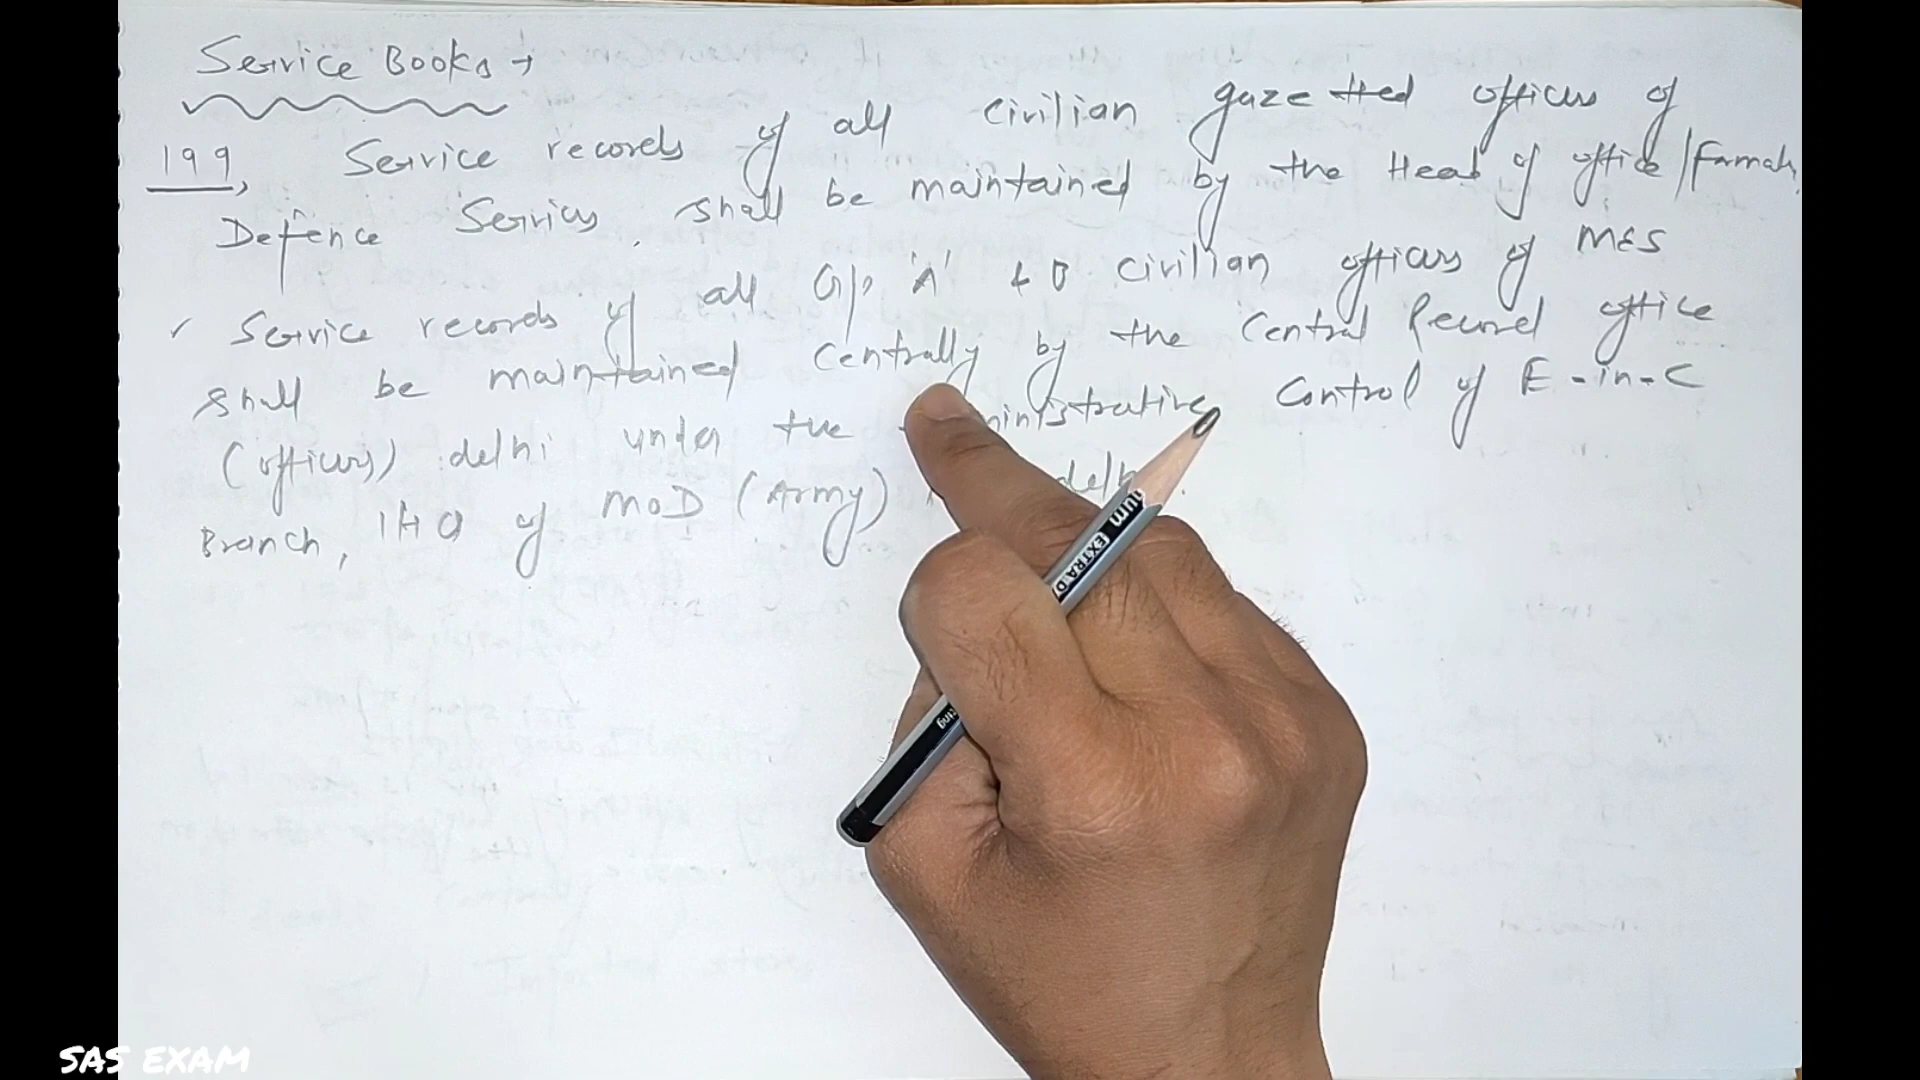 Service Books →
199, Service records of all civilian gazetted officers of
Defence Services, shall be maintained by the Head of office/
✓ Service records of all Gp 'A' & B civilian officers of MES
shall be maintained centrally by the Central Record office
(officers) delhi under the Control of E-in-C
Branch, IHQ of MoD (Army)
num EXTRA D
SAS EXAM